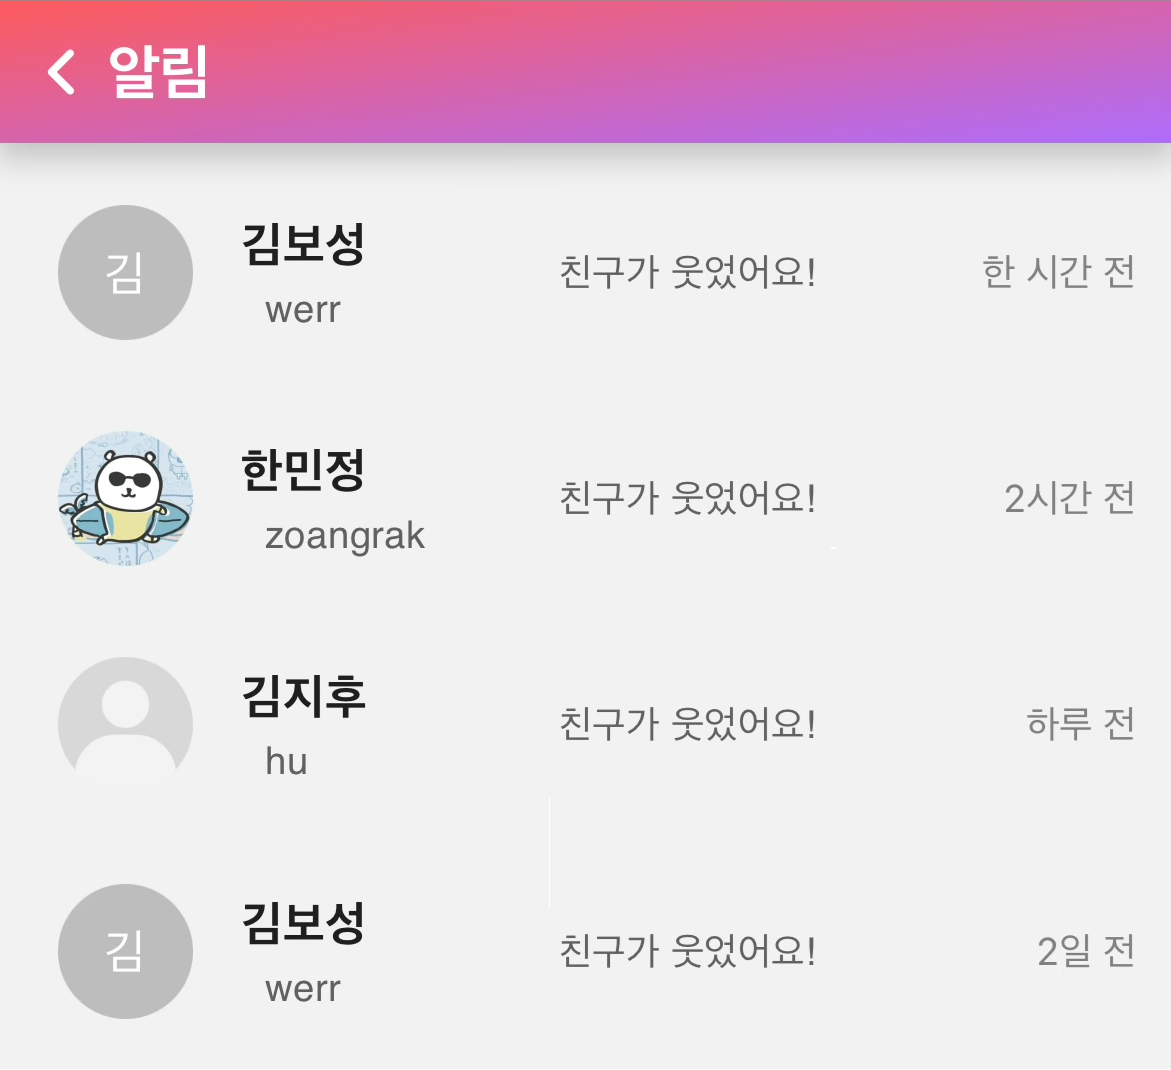 알림
김
김보성
werr
친구가 웃었어요!
한 시간 전
한민정
zoangrak
친구가 웃었어요!
2시간 전
김지후
hu
친구가 웃었어요!
하루 전
김
김보성
werr
친구가 웃었어요!
2일 전